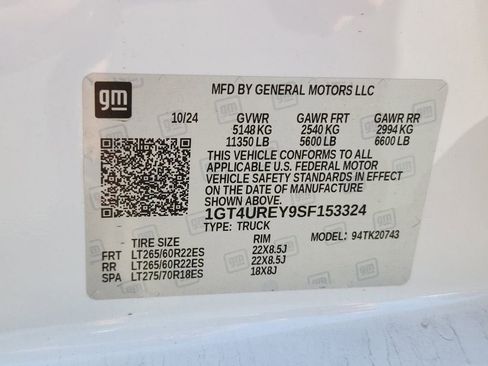 gm
MFD BY GENERAL MOTORS LLC
10/24 GVWR GAWR FRT GAWR RR
5148 KG 2540 KG 2994 KG
11350 LB 5600 LB 6600 LB
THIS VEHICLE CONFORMS TO ALL
APPLICABLE U.S. FEDERAL MOTOR
VEHICLE SAFETY STANDARDS IN EFFECT
ON THE DATE OF MANUFACTURE
SHOWN ABOVE.
1GT4UREY9SF153324
TYPE: TRUCK
TIRE SIZE RIM MODEL: 94TK20743
FRT LT265/60R22ES 22X8.5J
RR LT265/60R22ES 22X8.5J
SPA LT275/70R18ES 18X8J